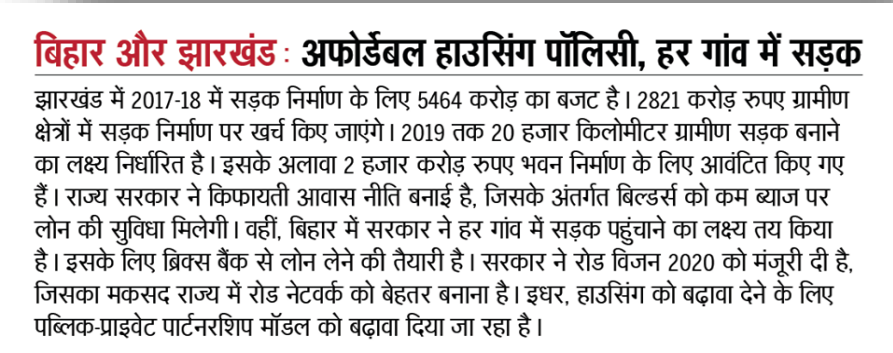 बिहार और झारखंड : अफोर्डेबल हाउसिंग पॉलिसी, हर गांव में सड़क
झारखंड में 2017-18 में सड़क निर्माण के लिए 5464 करोड़ का बजट है। 2821 करोड़ रुपए ग्रामीण
क्षेत्रों में सड़क निर्माण पर खर्च किए जाएंगे। 2019 तक 20 हजार किलोमीटर ग्रामीण सड़क बनाने
का लक्ष्य निर्धारित है। इसके अलावा 2 हजार करोड़ रुपए भवन निर्माण के लिए आवंटित किए गए
हैं। राज्य सरकार ने किफायती आवास नीति बनाई है, जिसके अंतर्गत बिल्डर्स को कम ब्याज पर
लोन की सुविधा मिलेगी। वहीं, बिहार में सरकार ने हर गांव में सड़क पहुंचाने का लक्ष्य तय किया
है। इसके लिए ब्रिक्स बैंक से लोन लेने की तैयारी है। सरकार ने रोड विजन 2020 को मंजूरी दी है,
जिसका मकसद राज्य में रोड नेटवर्क को बेहतर बनाना है। इधर, हाउसिंग को बढ़ावा देने के लिए
पब्लिक-प्राइवेट पार्टनरशिप मॉडल को बढ़ावा दिया जा रहा है।